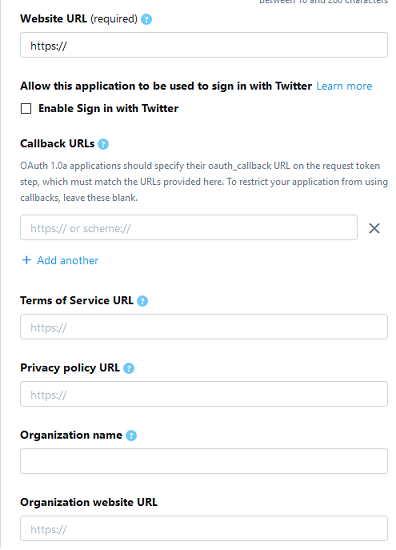 Between 10 and 200 characters
Website URL (required) ?
https://
Allow this application to be used to sign in with Twitter Learn more
Enable Sign in with Twitter
Callback URLs ?
OAuth 1.0a applications should specify their oauth_callback URL on the request token
step, which must match the URLs provided here. To restrict your application from using
callbacks, leave these blank.
https:// or scheme://
+ Add another
Terms of Service URL ?
https://
Privacy policy URL ?
https://
Organization name ?
Organization website URL
https://